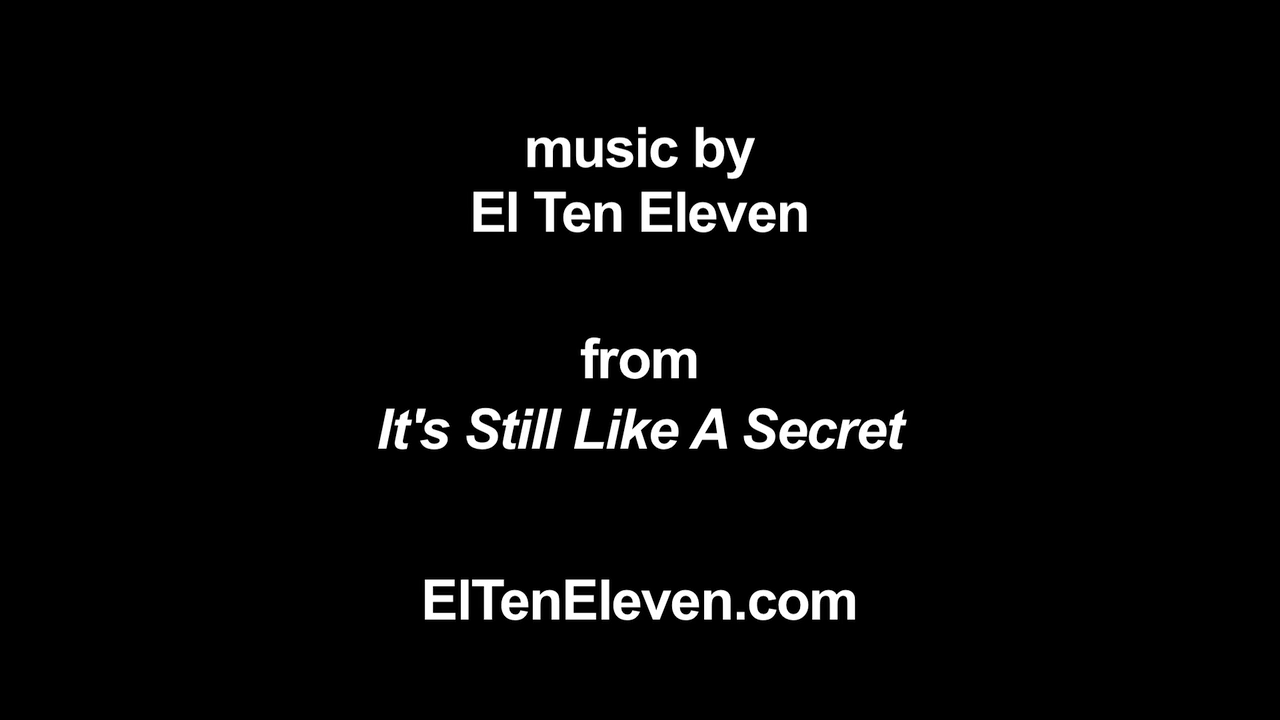 music by
El Ten Eleven
from
It's Still Like A Secret
ElTenEleven.com